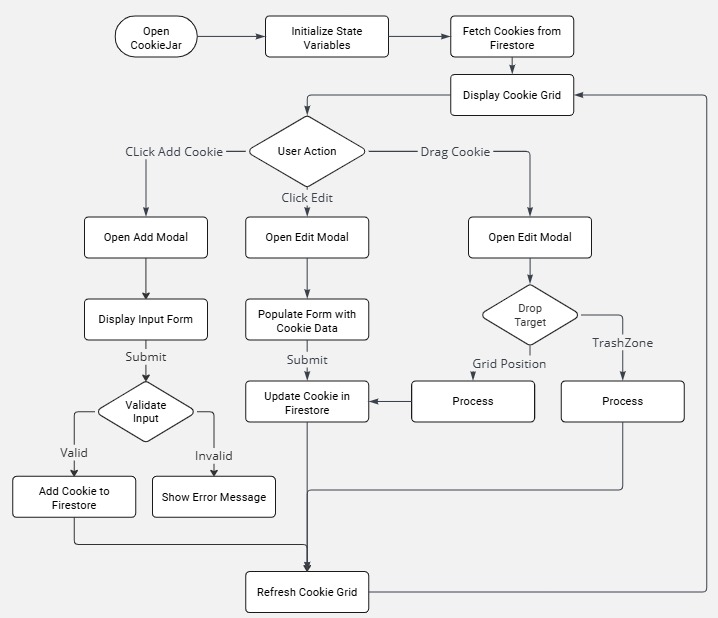 Open
CookieJar
Initialize State
Variables
Fetch Cookies from
Firestore
Display Cookie Grid
User Action
CLick Add Cookie
Drag Cookie
Click Edit
Open Add Modal
Open Edit Modal
Open Edit Modal
Display Input Form
Populate Form with
Cookie Data
Drop
Target
TrashZone
Submit
Submit
Grid Position
Validate
Input
Update Cookie in
Firestore
Process
Process
Valid
Invalid
Add Cookie to
Firestore
Show Error Message
Refresh Cookie Grid